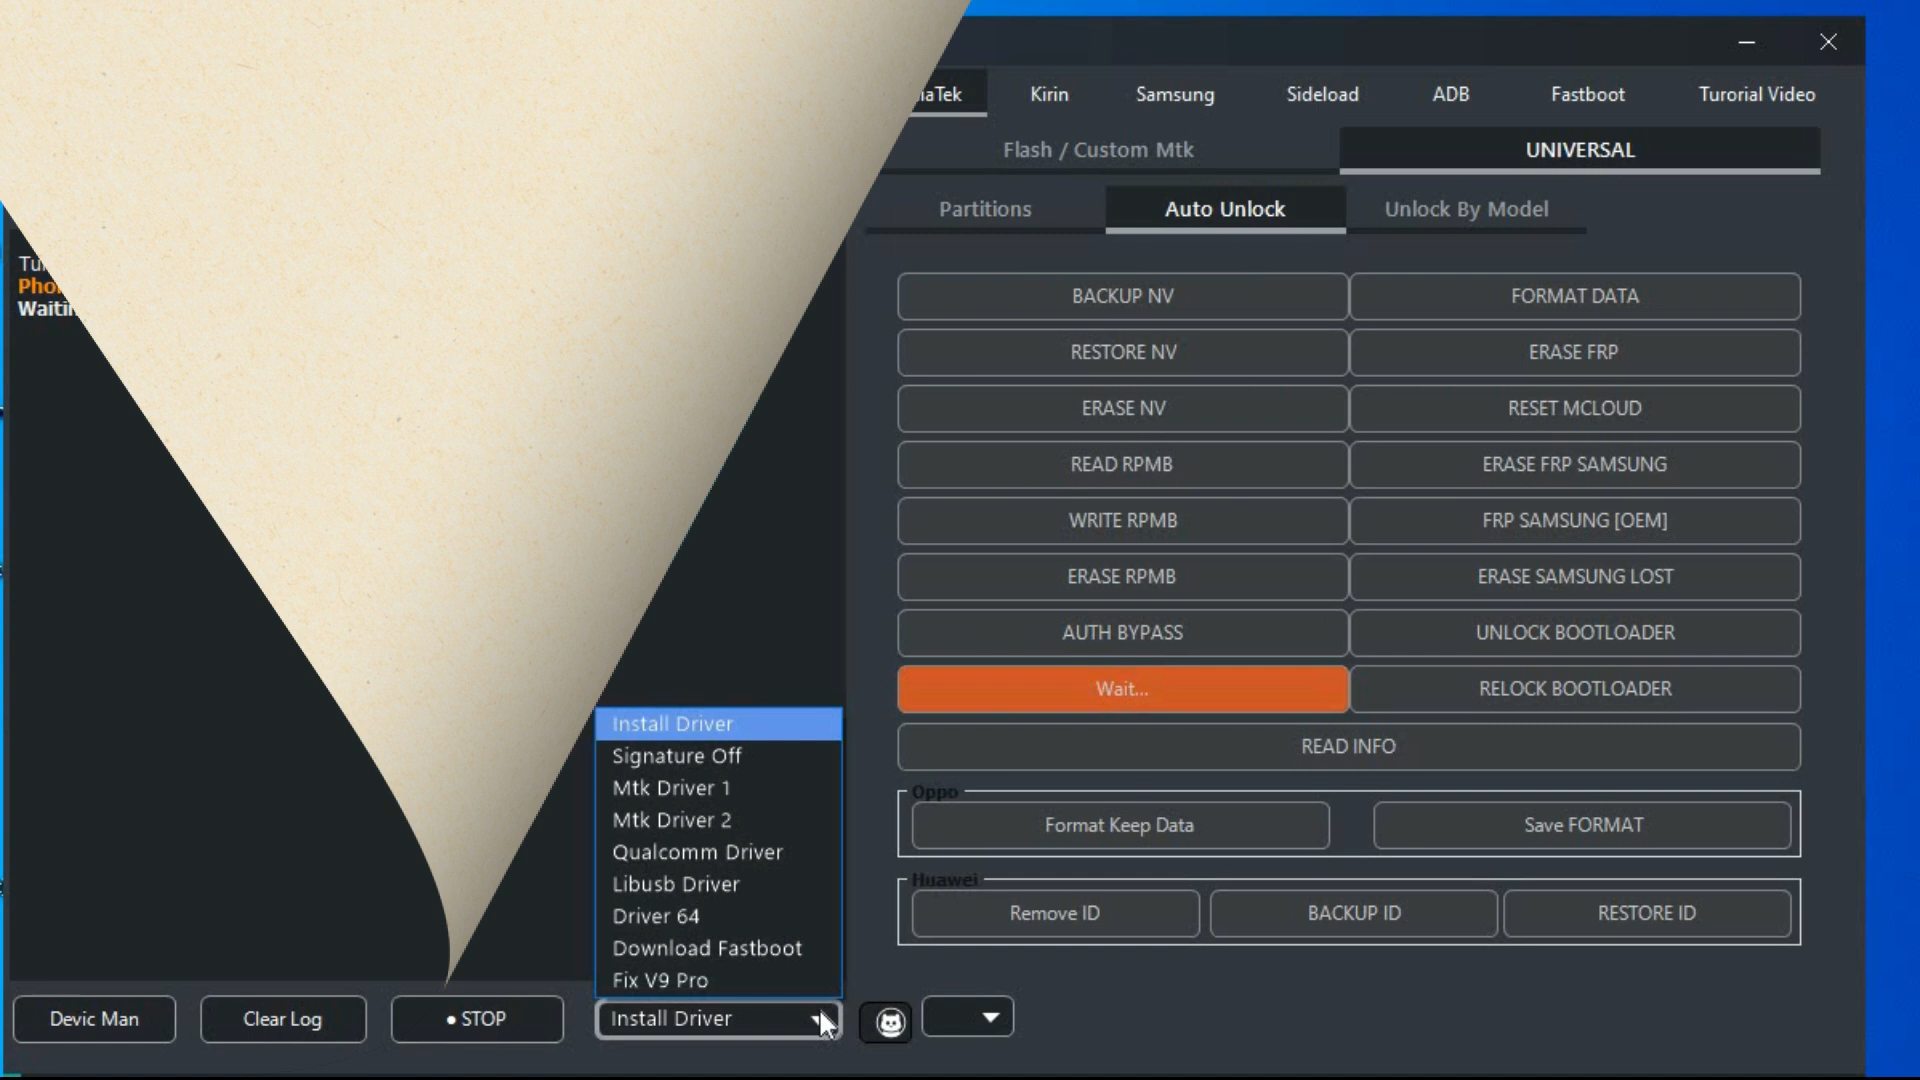 Kirin Samsung Sideload ADB Fastboot Turorial Video
Flash / Custom Mtk UNIVERSAL
Partitions Auto Unlock Unlock By Model
BACKUP NV FORMAT DATA
RESTORE NV ERASE FRP
ERASE NV RESET MCLOUD
READ RPMB ERASE FRP SAMSUNG
WRITE RPMB FRP SAMSUNG [OEM]
ERASE RPMB ERASE SAMSUNG LOST
AUTH BYPASS UNLOCK BOOTLOADER
Wait... RELOCK BOOTLOADER
READ INFO
Oppo
Format Keep Data Save FORMAT
Huawei
Remove ID BACKUP ID RESTORE ID
Install Driver
Signature Off
Mtk Driver 1
Mtk Driver 2
Qualcomm Driver
Libusb Driver
Driver 64
Download Fastboot
Fix V9 Pro
Devic Man Clear Log • STOP Install Driver